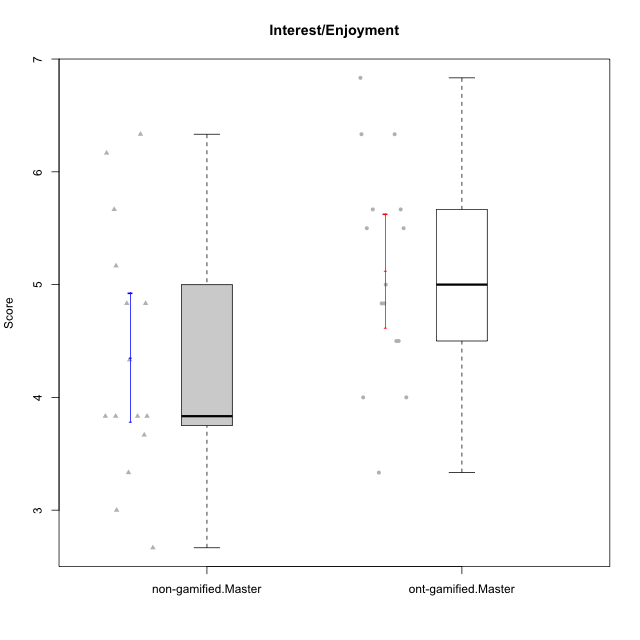 Interest/Enjoyment
7
6
5
4
3
Score
non-gamified.Master
ont-gamified.Master